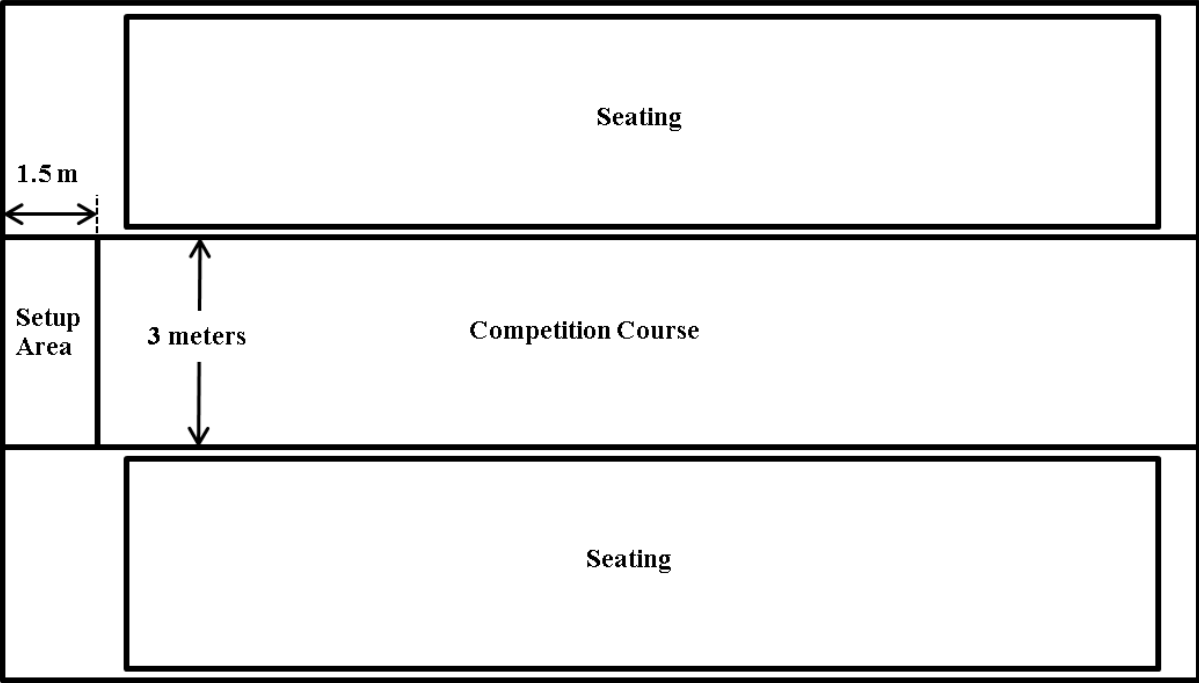 Seating
1.5 m
Setup
Area
3 meters
Competition Course
Seating